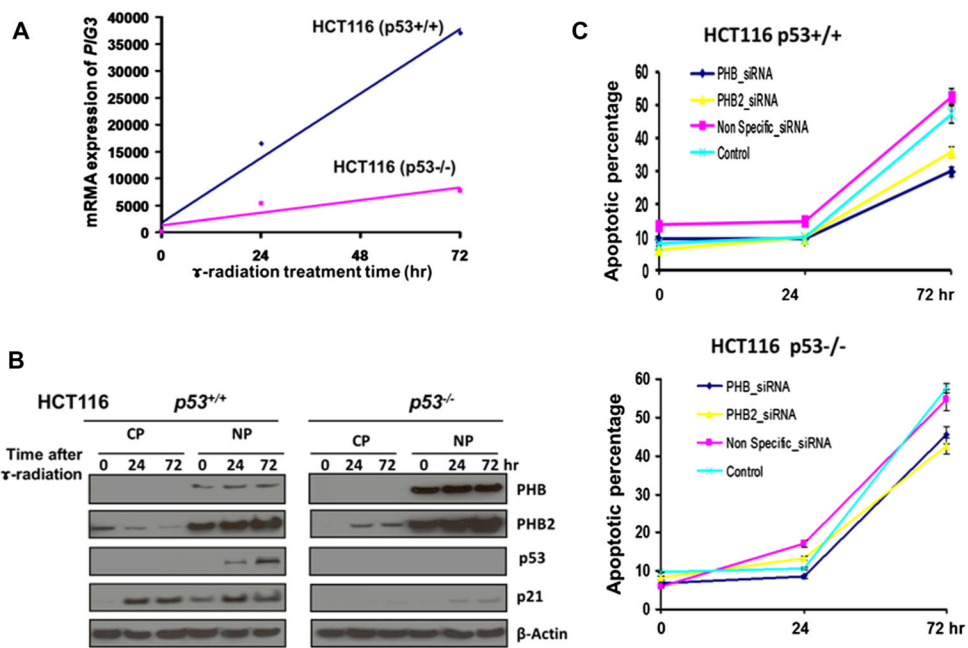 A
mRMA expression of PIG3
40000
35000
30000
25000
20000
15000
10000
5000
0
HCT116 (p53+/+)
HCT116 (p53-/-)
0 24 48 72
ɤ-radiation treatment time (hr)
B
HCT116 p53+/+ p53-/-
CP NP CP NP
Time after ɤ-radiation
0 24 72 0 24 72 0 24 72 0 24 72 hr
PHB
PHB2
p53
p21
β-Actin
C
HCT116 p53+/+
Apoptotic percentage
60
50
40
30
20
10
0
PHB_siRNA
PHB2_siRNA
Non Specific_siRNA
Control
0 24 72 hr
HCT116 p53-/-
Apoptotic percentage
60
50
40
30
20
10
0
PHB_siRNA
PHB2_siRNA
Non Specific_siRNA
Control
0 24 72 hr